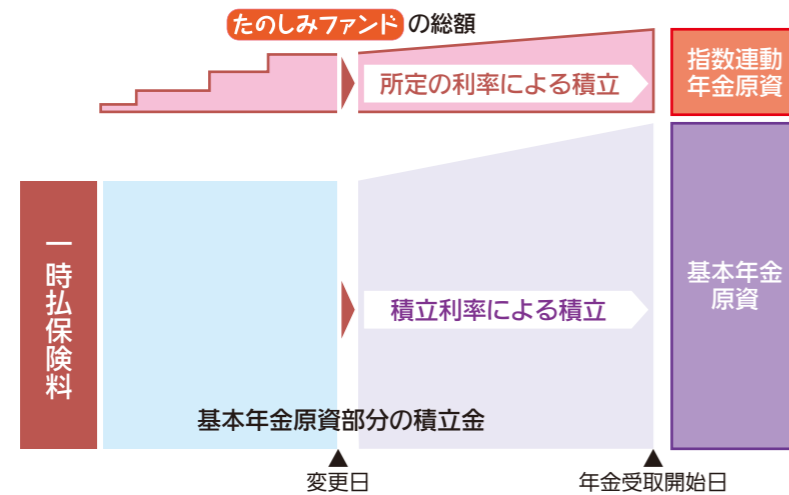 たのしみファンド の総額
所定の利率による積立
指数連動
年金原資
一時払保険料
積立利率による積立
基本年金
原資
基本年金原資部分の積立金
変更日
年金受取開始日